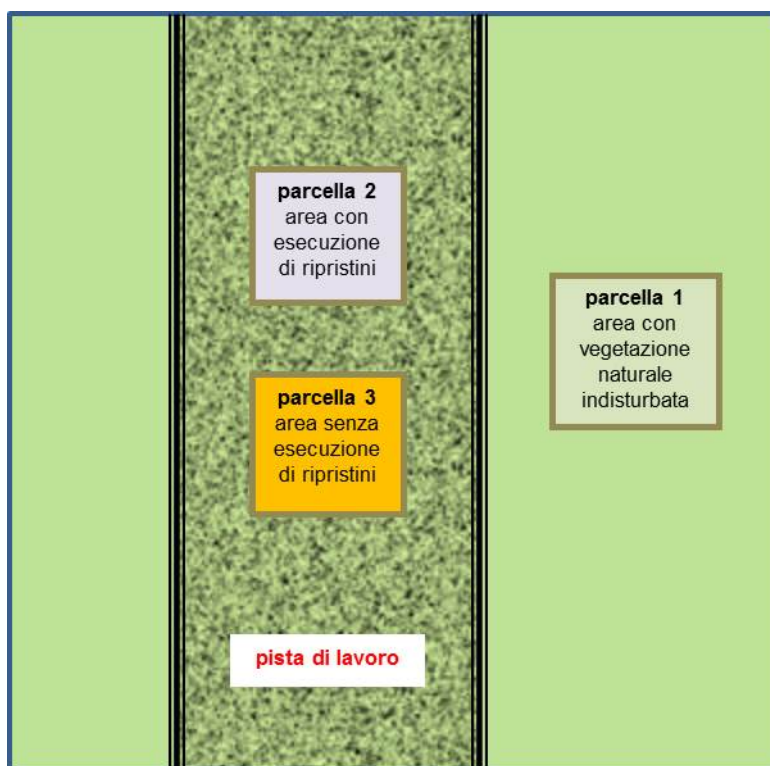 parcella 2
area con
esecuzione
di ripristini
parcella 1
area con
vegetazione
naturale
indisturbata
parcella 3
area senza
esecuzione
di ripristini
pista di lavoro